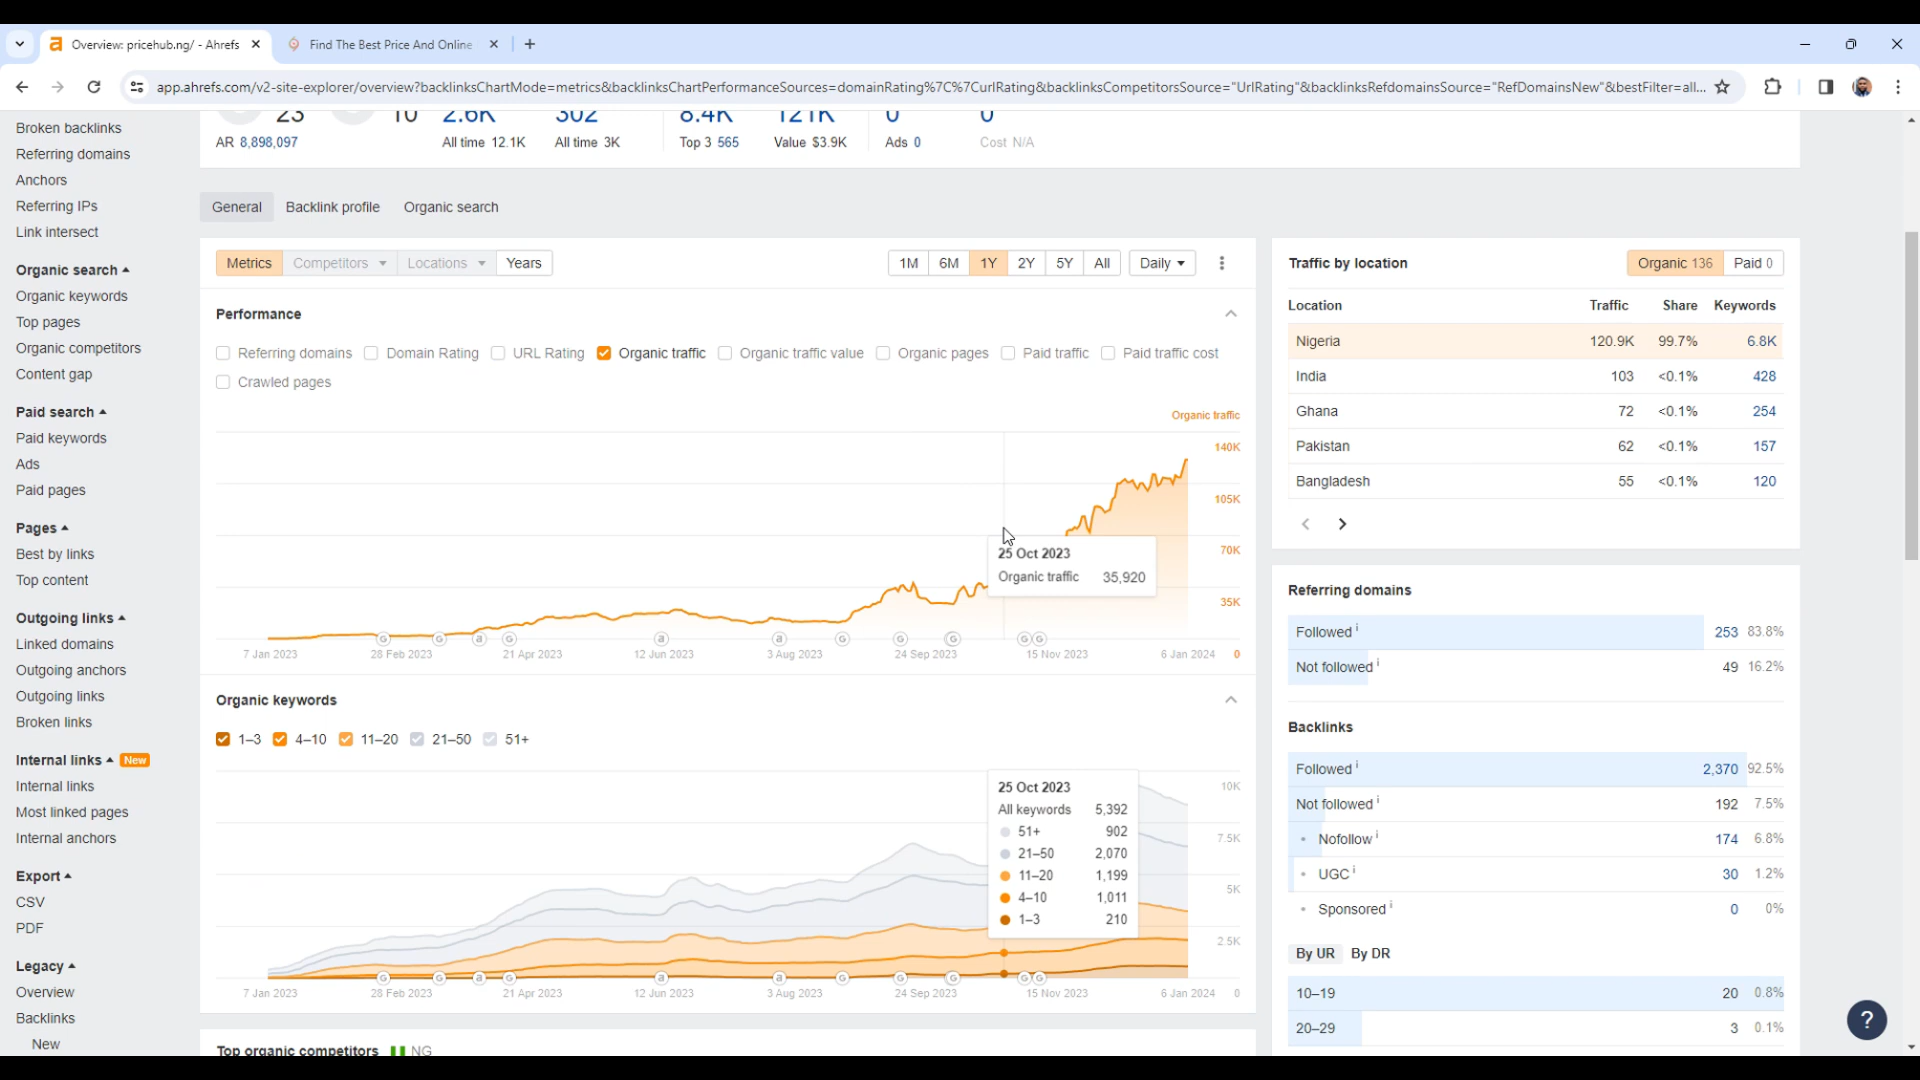 Overview: pricehub.ng/ - Ahrefs
Find The Best Price And Online
app.ahrefs.com/v2-site-explorer/overview?backlinksChartMode=metrics&backlinksChartPerformanceSources=domainRating%7C%7CurlRating&backlinksCompetitorsSource="UrlRating"&backlinksRefdomainsSource="RefDomainsNew"&bestFilter=all...
23 10 2.6K 302 8.4K 121K 0 0
AR 8,898,097 All time 12.1K All time 3K Top 3 565 Value $3.9K Ads 0 Cost N/A
Broken backlinks
Referring domains
Anchors
Referring IPs
Link intersect
Organic search
Organic keywords
Top pages
Organic competitors
Content gap
Paid search
Paid keywords
Ads
Paid pages
Pages
Best by links
Top content
Outgoing links
Linked domains
Outgoing anchors
Outgoing links
Broken links
Internal links New
Internal links
Most linked pages
Internal anchors
Export
CSV
PDF
Legacy
Overview
Backlinks
New
General Backlink profile Organic search
Metrics Competitors Locations Years 1M 6M 1Y 2Y 5Y All Daily
Performance
Referring domains Domain Rating URL Rating Organic traffic Organic traffic value Organic pages Paid traffic Paid traffic cost
Crawled pages
Organic traffic
140K
105K
70K
35K
0
25 Oct 2023
Organic traffic 35,920
G G a G a a G G G G G
7 Jan 2023 28 Feb 2023 21 Apr 2023 12 Jun 2023 3 Aug 2023 24 Sep 2023 15 Nov 2023 6 Jan 2024
Organic keywords
1–3 4–10 11–20 21–50 51+
10K
7.5K
5K
2.5K
0
25 Oct 2023
All keywords 5,392
51+ 902
21–50 2,070
11–20 1,199
4–10 1,011
1–3 210
G G a G a a G G G G G
7 Jan 2023 28 Feb 2023 21 Apr 2023 12 Jun 2023 3 Aug 2023 24 Sep 2023 15 Nov 2023 6 Jan 2024
Top organic competitors NG
Traffic by location Organic 136 Paid 0
Location Traffic Share Keywords
Nigeria 120.9K 99.7% 6.8K
India 103 <0.1% 428
Ghana 72 <0.1% 254
Pakistan 62 <0.1% 157
Bangladesh 55 <0.1% 120
Referring domains
Followed i 253 83.8%
Not followed i 49 16.2%
Backlinks
Followed i 2,370 92.5%
Not followed i 192 7.5%
• Nofollow i 174 6.8%
• UGC i 30 1.2%
• Sponsored i 0 0%
By UR By DR
10–19 20 0.8%
20–29 3 0.1%
?